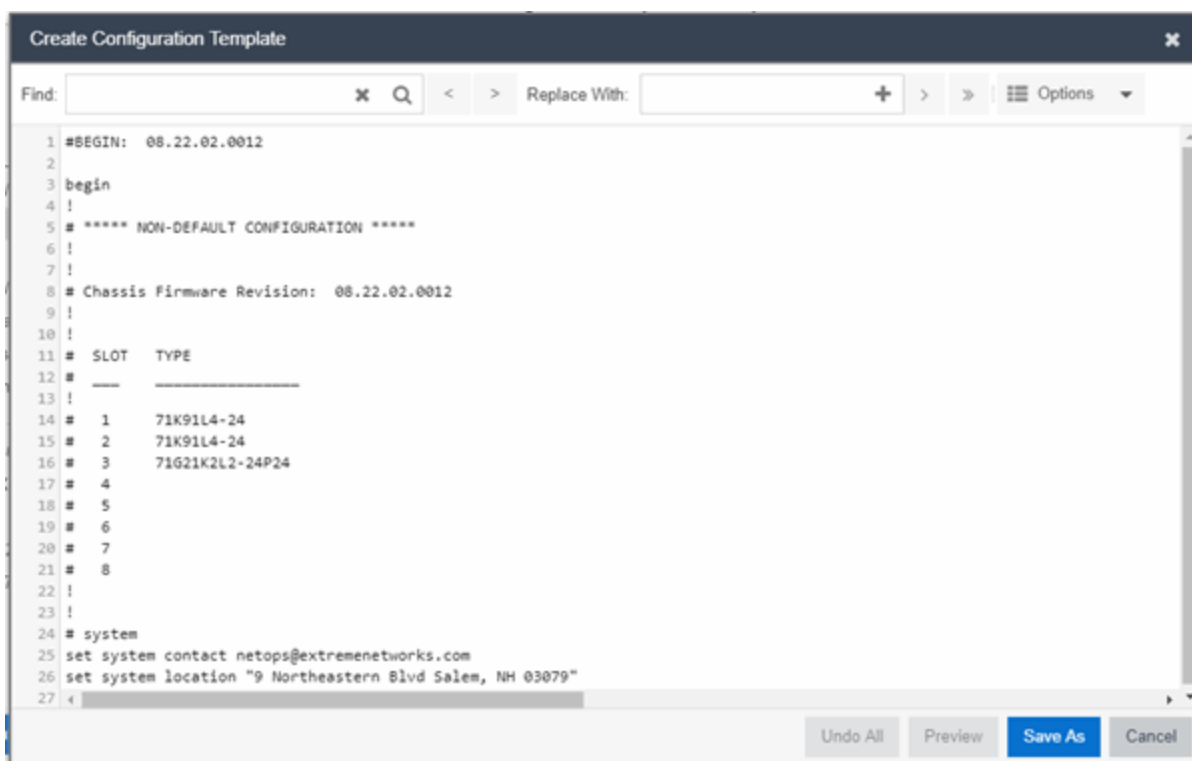 Create Configuration Template
Find: Replace With: Options
1 #BEGIN: 08.22.02.0012
2
3 begin
4 !
5 # ***** NON-DEFAULT CONFIGURATION *****
6 !
7 !
8 # Chassis Firmware Revision: 08.22.02.0012
9 !
10 !
11 # SLOT TYPE
12 # ___ ________________
13 !
14 # 1 71K91L4-24
15 # 2 71K91L4-24
16 # 3 71G21K2L2-24P24
17 # 4
18 # 5
19 # 6
20 # 7
21 # 8
22 !
23 !
24 # system
25 set system contact netops@extremenetworks.com
26 set system location "9 Northeastern Blvd Salem, NH 03079"
27
Undo All Preview Save As Cancel